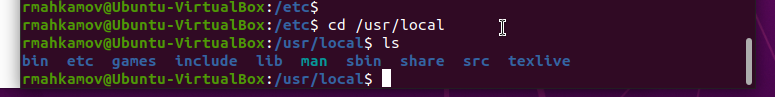 rmahkamov@Ubuntu-VirtualBox:/etc$
rmahkamov@Ubuntu-VirtualBox:/etc$ cd /usr/local
rmahkamov@Ubuntu-VirtualBox:/usr/local$ ls
bin etc games include lib man sbin share src texlive
rmahkamov@Ubuntu-VirtualBox:/usr/local$